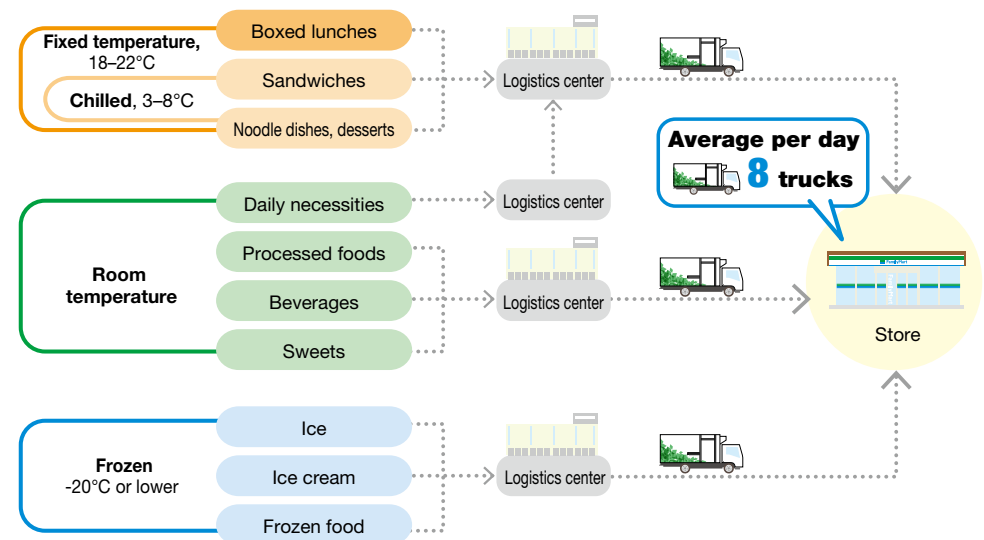 Fixed temperature,
18–22°C
Chilled, 3–8°C
Boxed lunches
Sandwiches
Noodle dishes, desserts
Logistics center
Room
temperature
Daily necessities
Processed foods
Beverages
Sweets
Logistics center
Logistics center
Frozen
-20°C or lower
Ice
Ice cream
Frozen food
Logistics center
Average per day
8 trucks
FamilyMart
Store